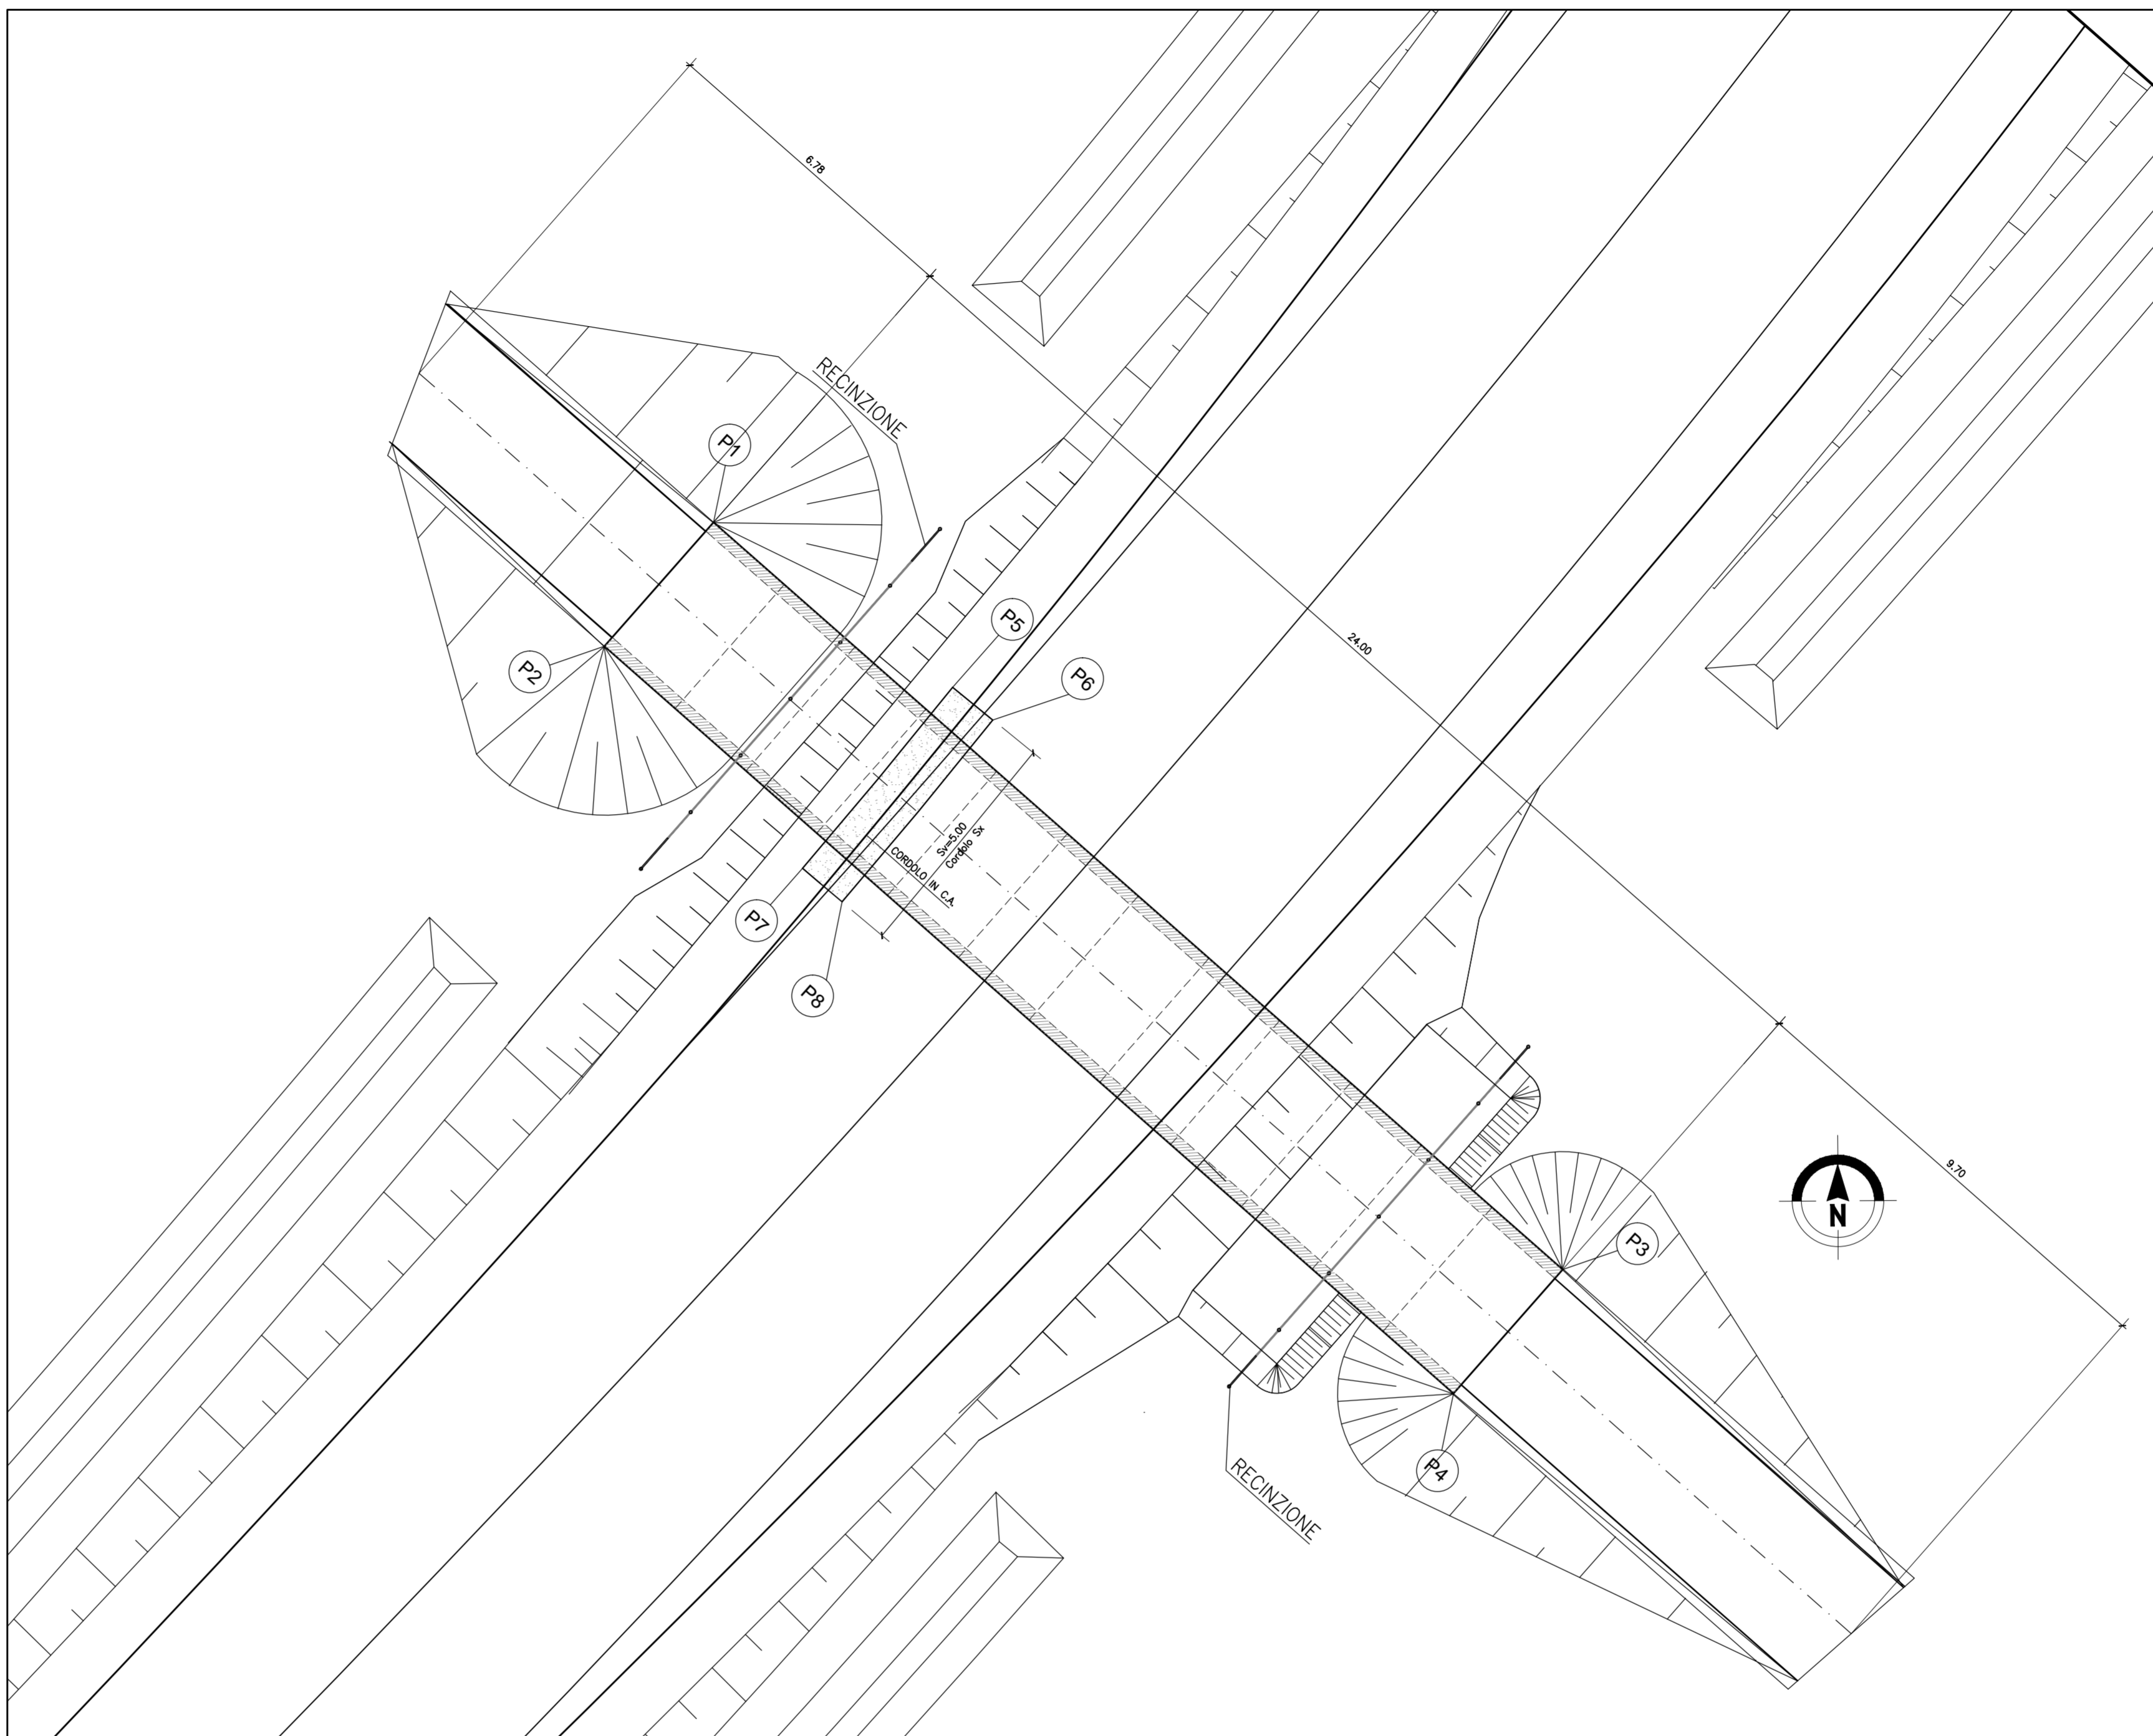 6.78
RECINZIONE
P1
P5
P6
P2
24.00
Sv=5.00
Cordolo Sx
CORDOLO IN C.A.
P7
P8
9.70
N
P3
P4
RECINZIONE